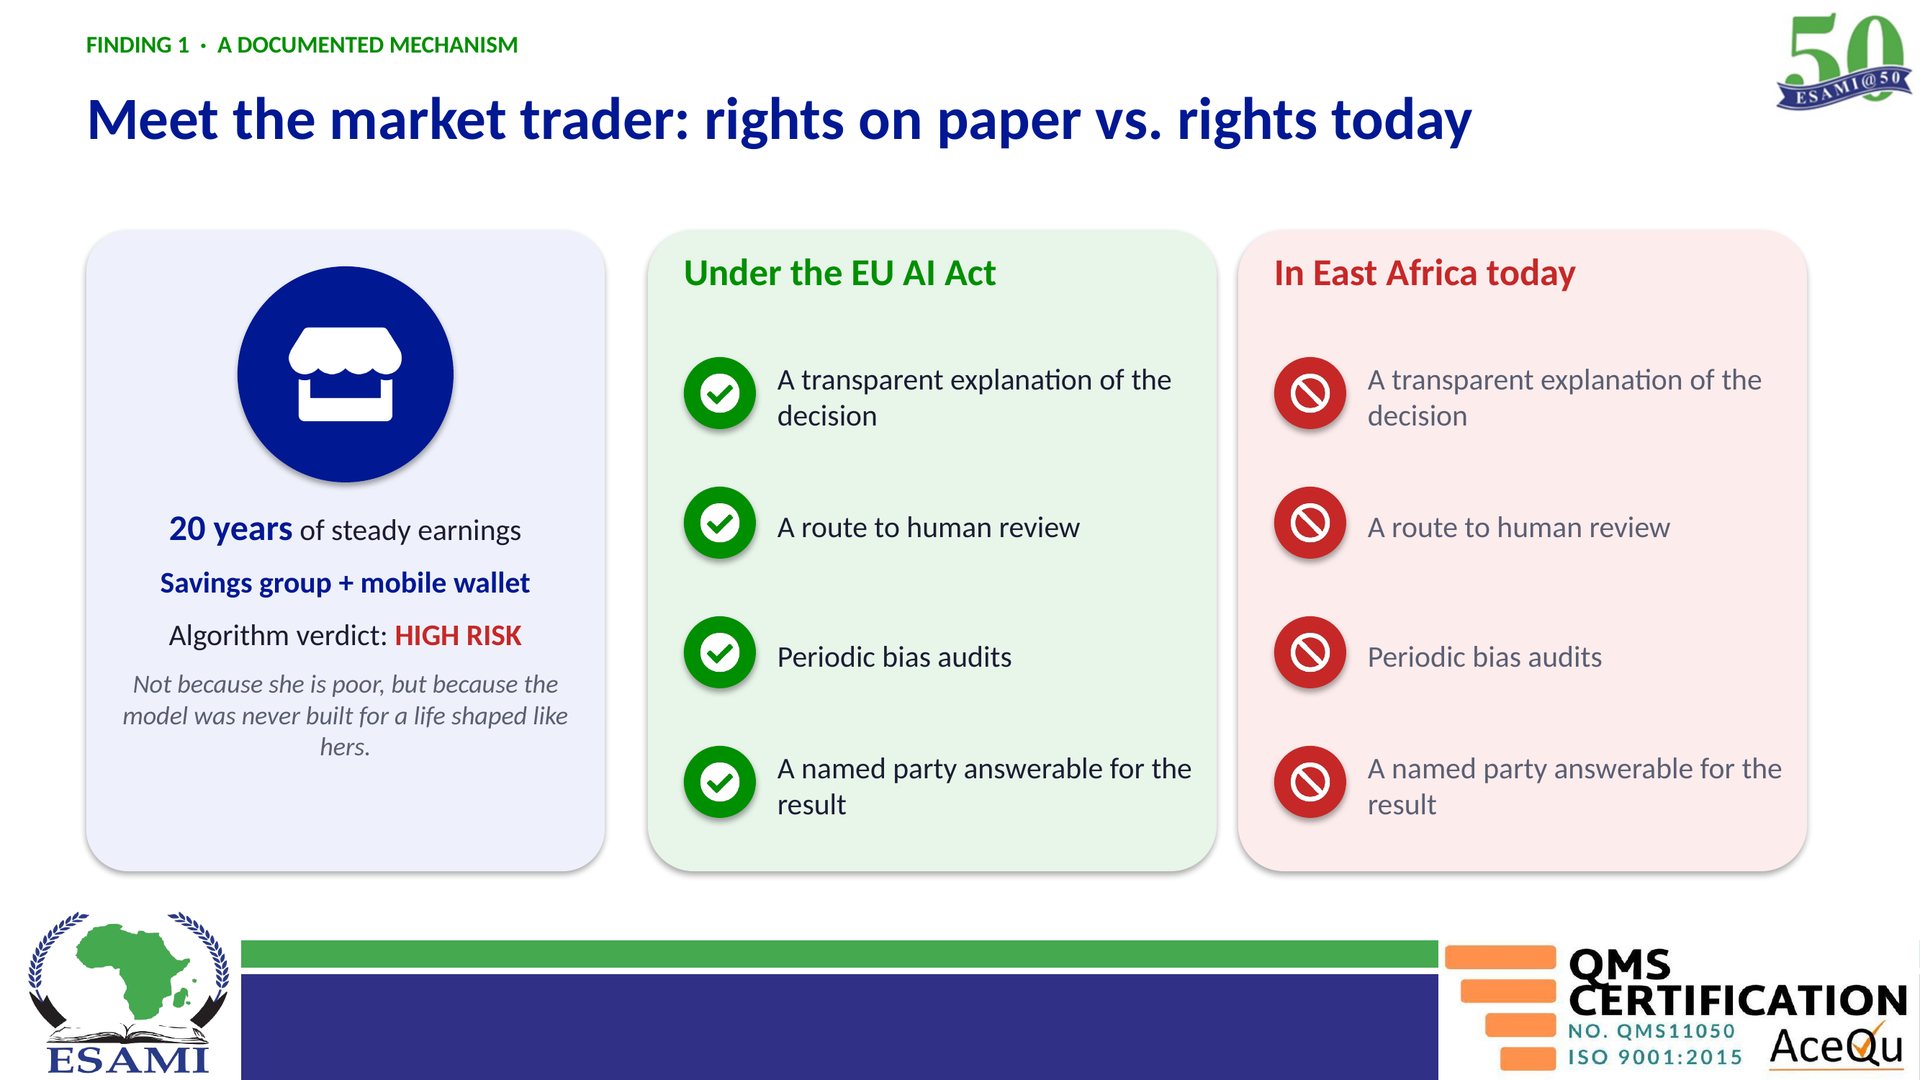 FINDING 1 · A DOCUMENTED MECHANISM
50
ESAMI@50
Meet the market trader: rights on paper vs. rights today
20 years of steady earnings
Savings group + mobile wallet
Algorithm verdict: HIGH RISK
Not because she is poor, but because the
model was never built for a life shaped like
hers.
Under the EU AI Act
A transparent explanation of the
decision
A route to human review
Periodic bias audits
A named party answerable for the
result
In East Africa today
A transparent explanation of the
decision
A route to human review
Periodic bias audits
A named party answerable for the
result
ESAMI
QMS
CERTIFICATION
NO. QMS11050
ISO 9001:2015
AceQu